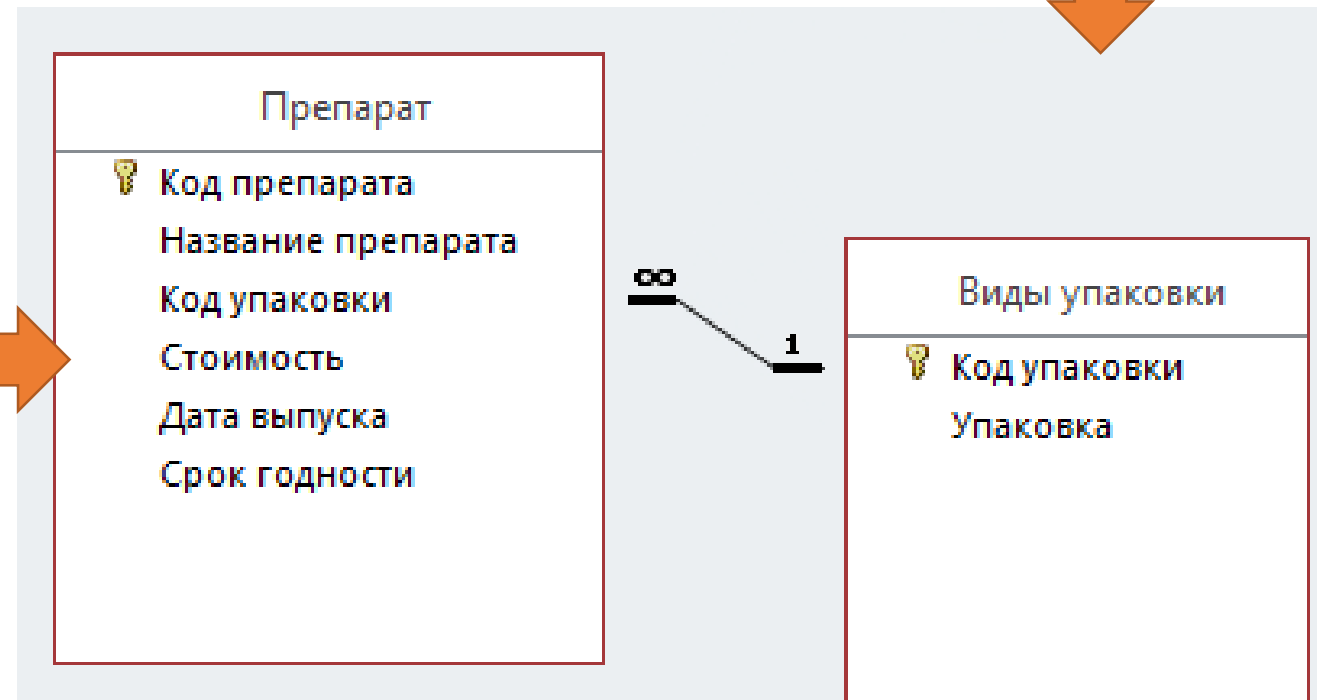 Препарат
Код препарата
Название препарата
Код упаковки
Стоимость
Дата выпуска
Срок годности
∞
1
Виды упаковки
Код упаковки
Упаковка